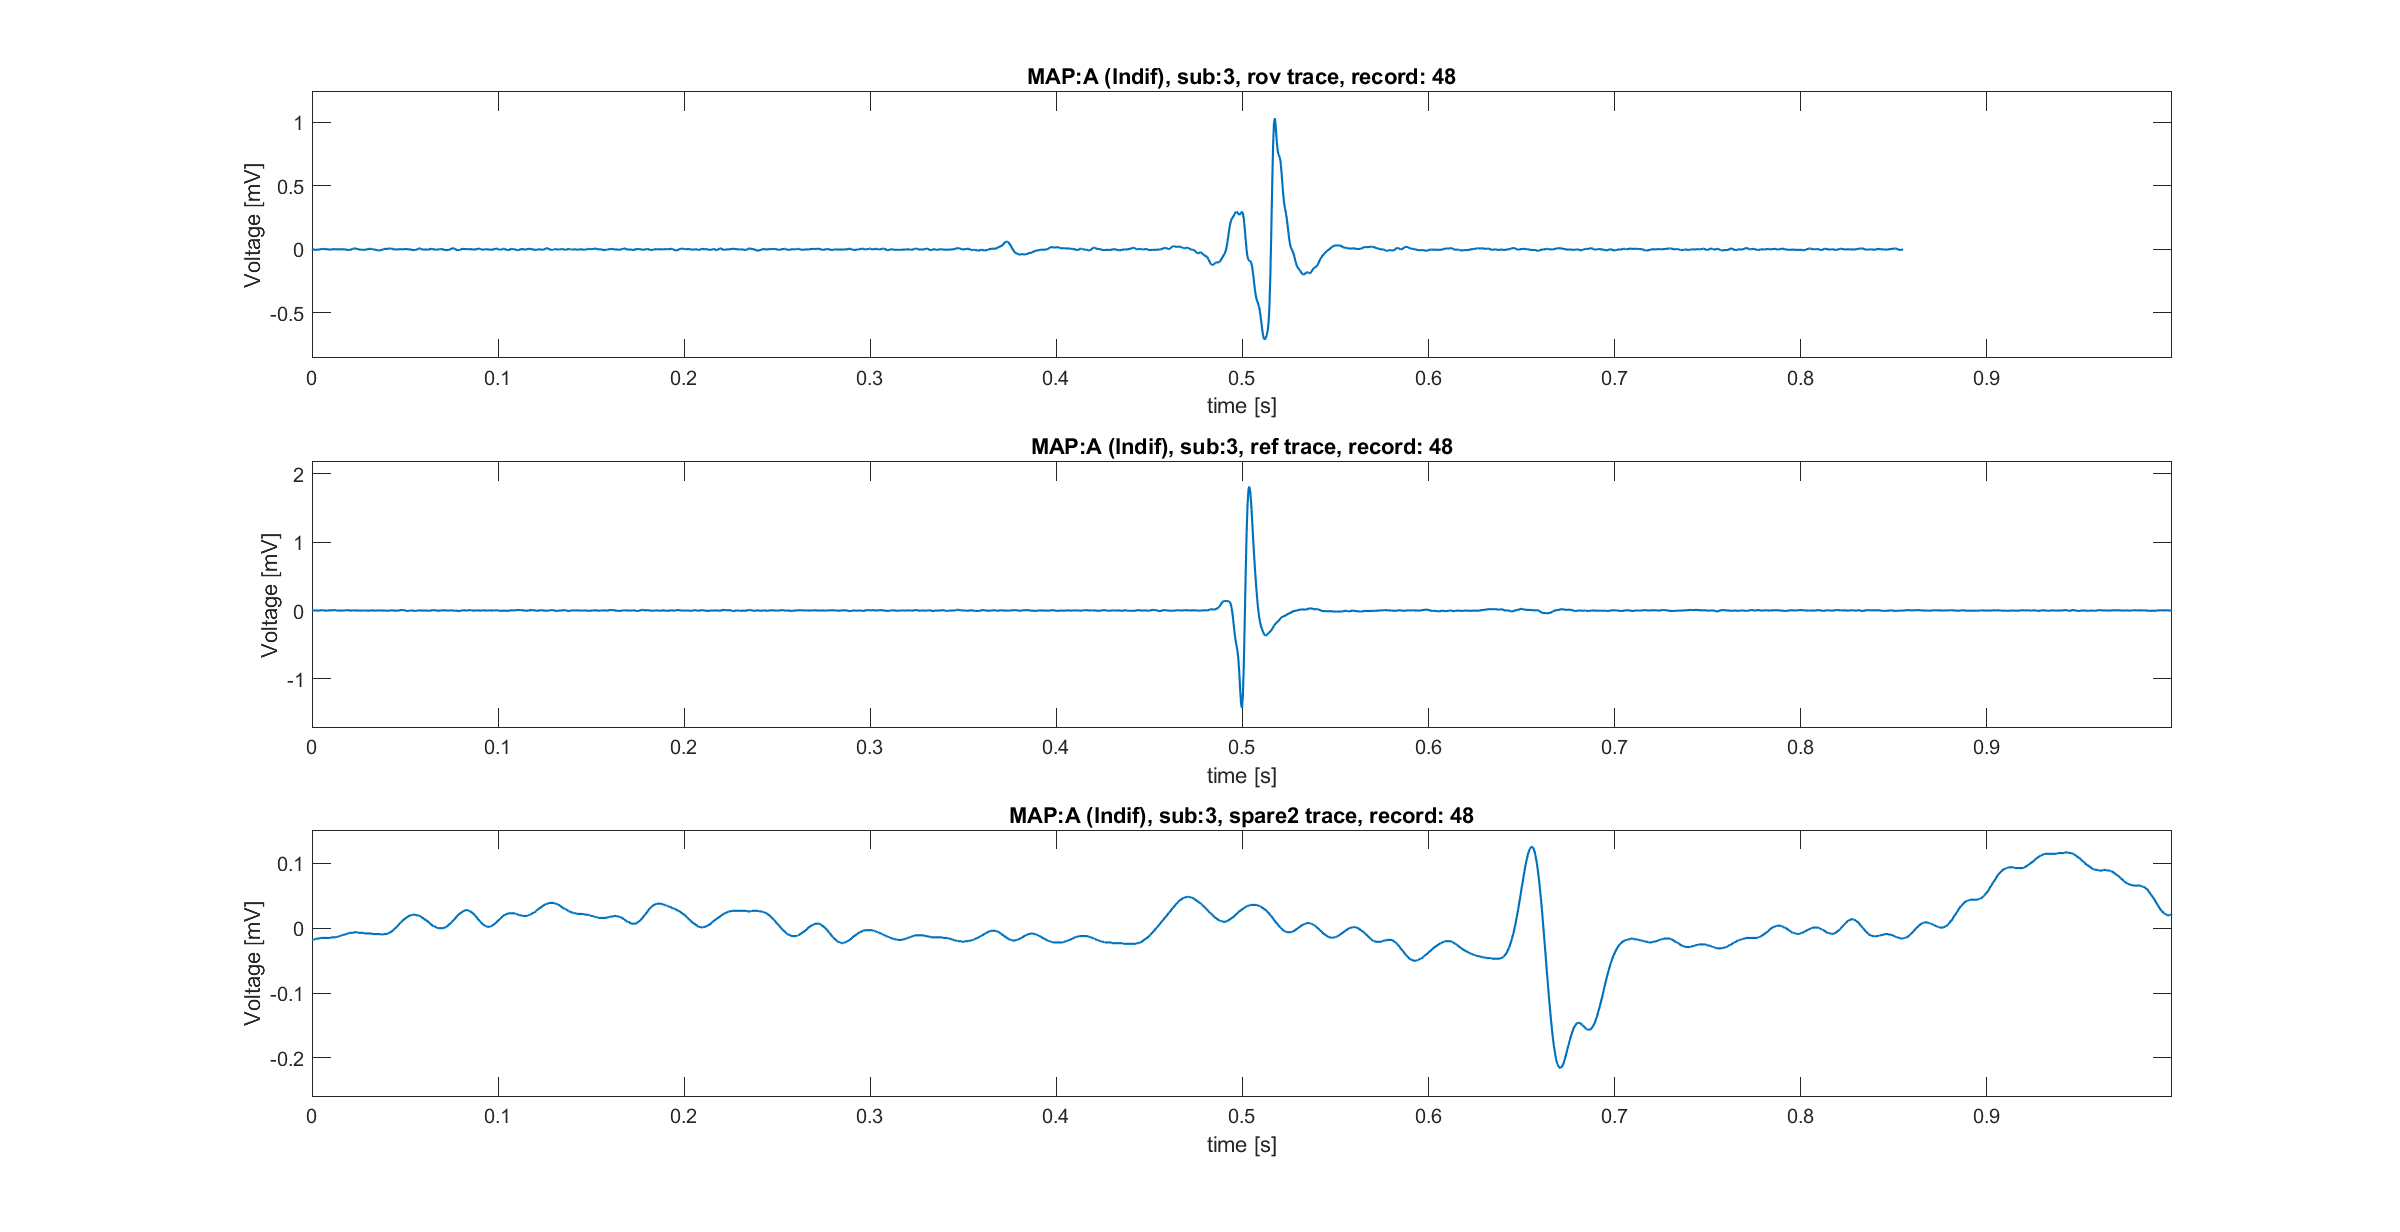 MAP:A (Indif), sub:3, rov trace, record: 48
1
0.5
0
-0.5
Voltage [mV]
0 0.1 0.2 0.3 0.4 0.5 0.6 0.7 0.8 0.9
time [s]
MAP:A (Indif), sub:3, ref trace, record: 48
2
1
0
-1
Voltage [mV]
0 0.1 0.2 0.3 0.4 0.5 0.6 0.7 0.8 0.9
time [s]
MAP:A (Indif), sub:3, spare2 trace, record: 48
0.1
0
-0.1
-0.2
Voltage [mV]
0 0.1 0.2 0.3 0.4 0.5 0.6 0.7 0.8 0.9
time [s]